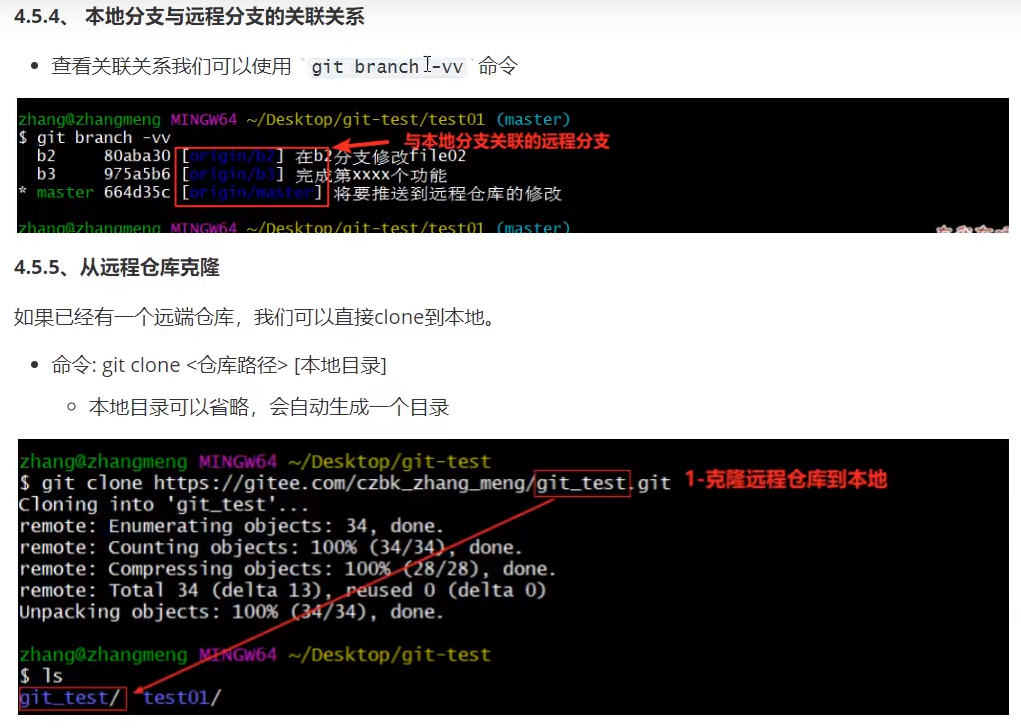 4.5.4、 本地分支与远程分支的关联关系
查看关联关系我们可以使用 git branch -vv 命令
zhang@zhangmeng MINGW64 ~/Desktop/git-test/test01 (master)
$ git branch -vv 与本地分支关联的远程分支
b2 80aba30 [origin/b2] 在b2分支修改file02
b3 975a5b6 [origin/b3] 完成第xxxx个功能
* master 664d35c [origin/master] 将要推送到远程仓库的修改
zhang@zhangmeng MINGW64 ~/Desktop/git-test/test01 (master)
4.5.5、从远程仓库克隆
如果已经有一个远端仓库，我们可以直接clone到本地。
命令: git clone <仓库路径> [本地目录]
本地目录可以省略，会自动生成一个目录
zhang@zhangmeng MINGW64 ~/Desktop/git-test
$ git clone https://gitee.com/czbk_zhang_meng/git_test.git 1-克隆远程仓库到本地
Cloning into 'git_test'...
remote: Enumerating objects: 34, done.
remote: Counting objects: 100% (34/34), done.
remote: Compressing objects: 100% (28/28), done.
remote: Total 34 (delta 13), reused 0 (delta 0)
Unpacking objects: 100% (34/34), done.
zhang@zhangmeng MINGW64 ~/Desktop/git-test
$ ls
git_test/ test01/